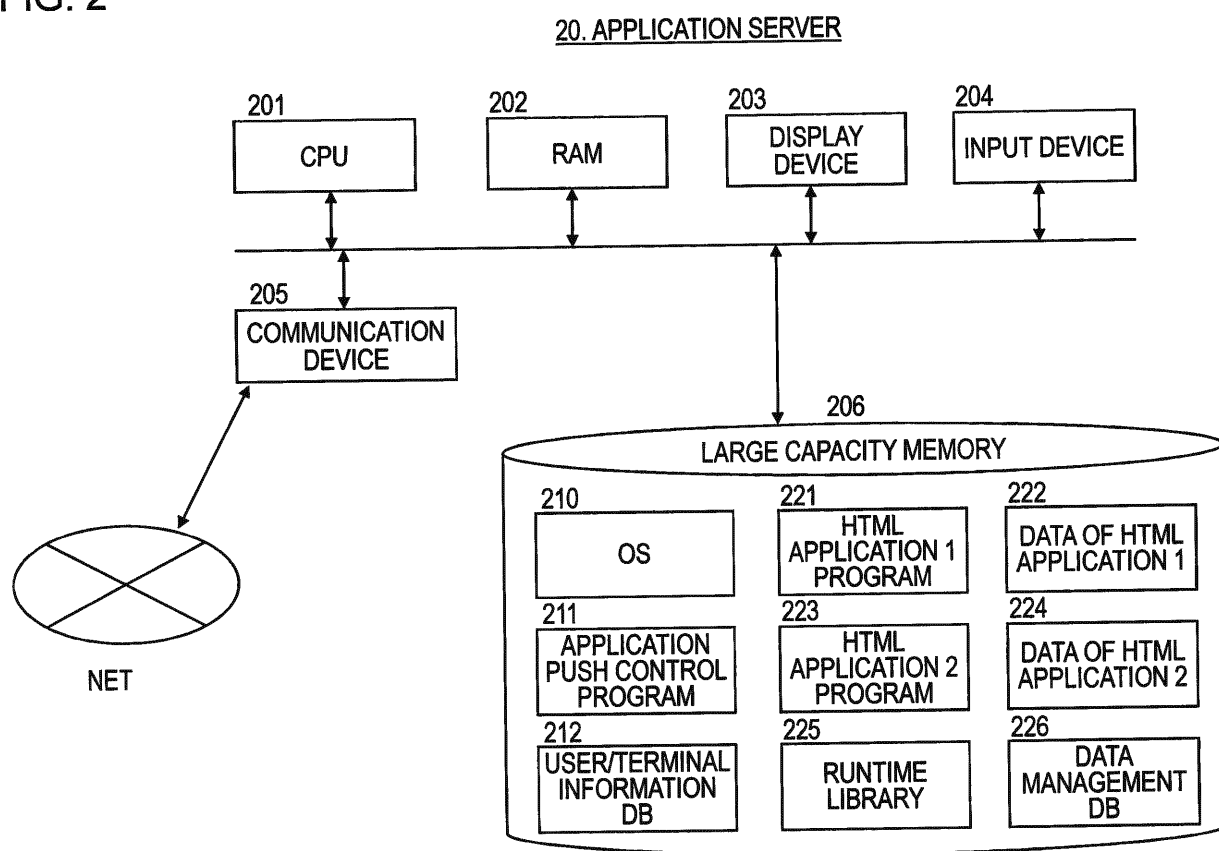 FIG. 2
20. APPLICATION SERVER
201
CPU
202
RAM
203
DISPLAY
DEVICE
204
INPUT DEVICE
205
COMMUNICATION
DEVICE
NET
206
LARGE CAPACITY MEMORY
210
OS
221
HTML
APPLICATION 1
PROGRAM
222
DATA OF HTML
APPLICATION 1
211
APPLICATION
PUSH CONTROL
PROGRAM
223
HTML
APPLICATION 2
PROGRAM
224
DATA OF HTML
APPLICATION 2
212
USER/TERMINAL
INFORMATION
DB
225
RUNTIME
LIBRARY
226
DATA
MANAGEMENT
DB